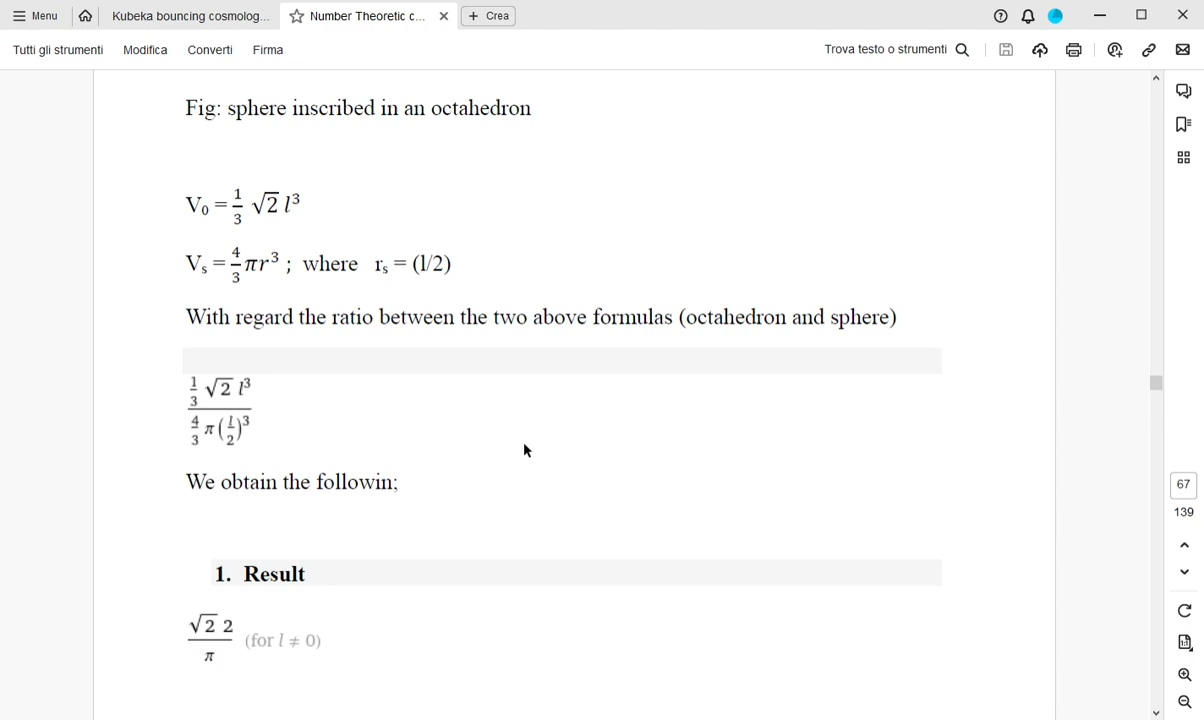 Menu
Kubeka bouncing cosmolog...
Number Theoretic c...
Crea
Tutti gli strumenti
Modifica
Converti
Firma
Trova testo o strumenti
Fig: sphere inscribed in an octahedron
V₀ = 1/3 √2 l³
Vₛ = 4/3 πr³ ; where rₛ = (l/2)
With regard the ratio between the two above formulas (octahedron and sphere)
1/3 √2 l³
4/3 π(l/2)³
We obtain the followin;
1. Result
√2 2
π
(for l ≠ 0)
67
139
1:1